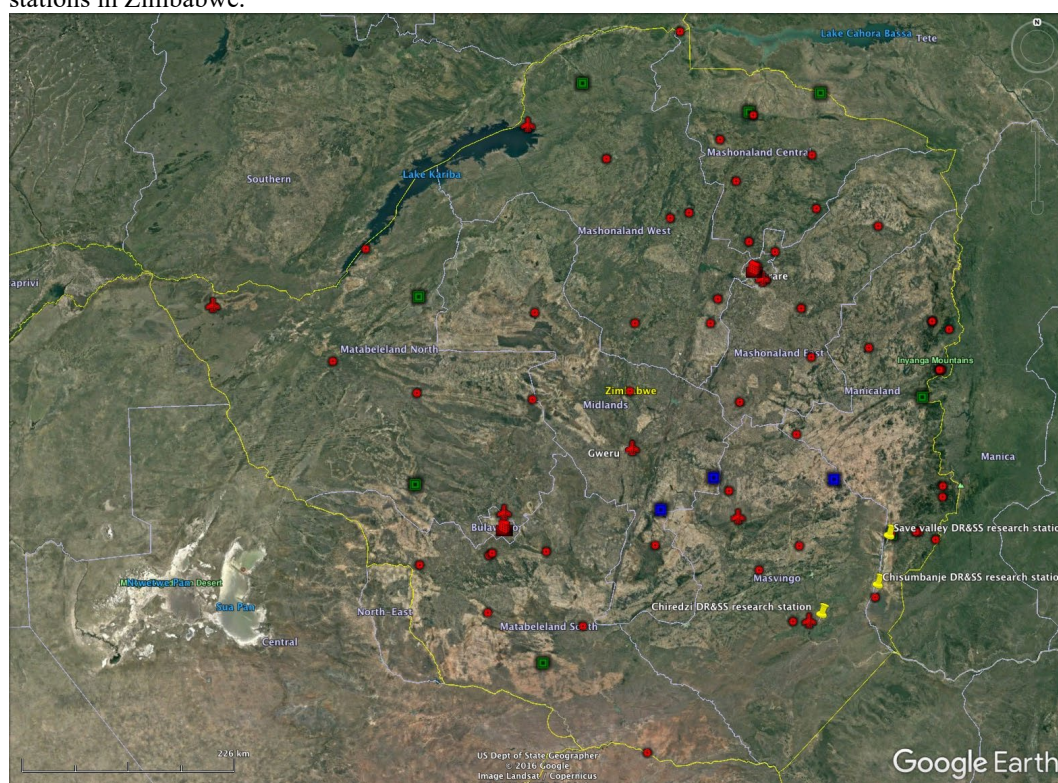 stations in Zimbabwe.
N
Lake Cahora Bassa
Tete
Mashonaland Central
Southern
Lake Kariba
Mashonaland West
aprivi
are
Matabeleland North
Mashonaland East
Inyanga Mountains
Zimbabwe
Midlands
Manicaland
Gweru
Manica
Save valley DR&SS research statio
Chisumbanje DR&SS research statio
Masvingo
Sua Pan
North-East
Chiredzi DR&SS research station
Matabeleland South
Central
226 km
US Dept of State Geographer
© 2016 Google
Image Landsat / Copernicus
Google Earth